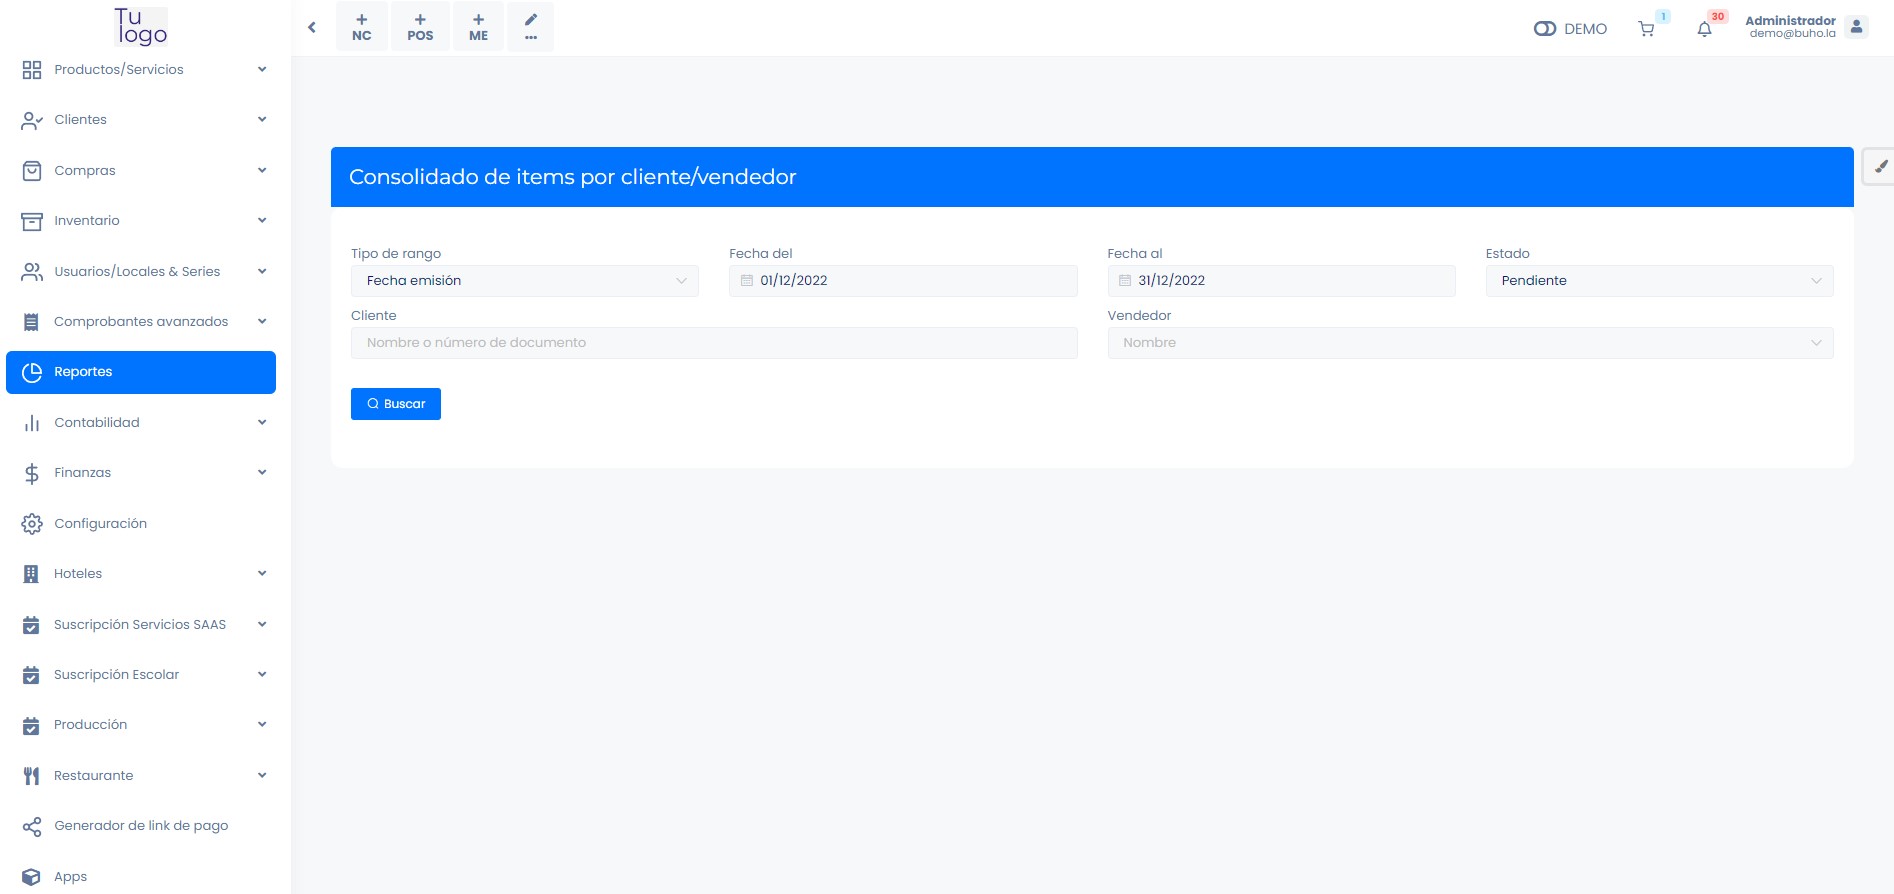 Tu
logo
Productos/Servicios
Clientes
Compras
Inventario
Usuarios/Locales & Series
Comprobantes avanzados
Reportes
Contabilidad
Finanzas
Configuración
Hoteles
Suscripción Servicios SAAS
Suscripción Escolar
Producción
Restaurante
Generador de link de pago
Apps
NC
POS
ME
...
DEMO
1
30
Administrador
demo@buho.la
Consolidado de items por cliente/vendedor
Tipo de rango
Fecha emisión
Fecha del
01/12/2022
Fecha al
31/12/2022
Estado
Pendiente
Cliente
Nombre o número de documento
Vendedor
Nombre
Buscar